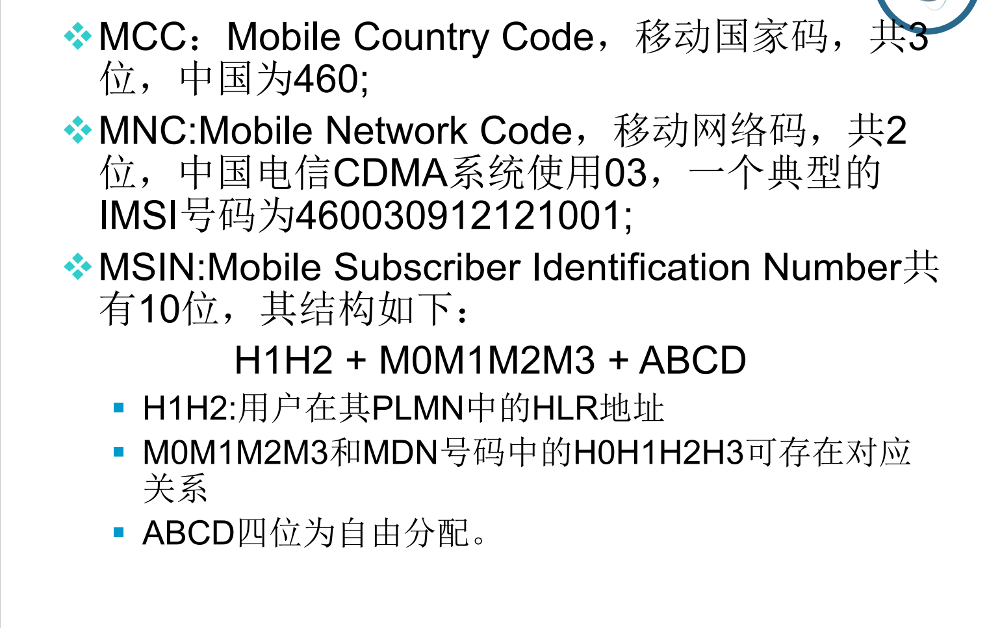 MCC：Mobile Country Code，移动国家码，共3
位，中国为460;
MNC:Mobile Network Code，移动网络码，共2
位，中国电信CDMA系统使用03，一个典型的
IMSI号码为460030912121001;
MSIN:Mobile Subscriber Identification Number共
有10位，其结构如下：
H1H2 + M0M1M2M3 + ABCD
H1H2:用户在其PLMN中的HLR地址
M0M1M2M3和MDN号码中的H0H1H2H3可存在对应
关系
ABCD四位为自由分配。